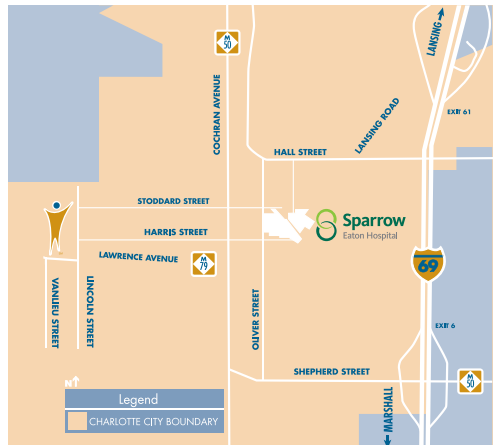 LANSING
M
50
COCHRAN AVENUE
LANSING ROAD
EXIT 61
HALL STREET
STODDARD STREET
Sparrow
Eaton Hospital
HARRIS STREET
LAWRENCE AVENUE
M
79
69
VANLIEU STREET
LINCOLN STREET
OLIVER STREET
EXIT 6
SHEPHERD STREET
M
50
N
MARSHALL
Legend
CHARLOTTE CITY BOUNDARY